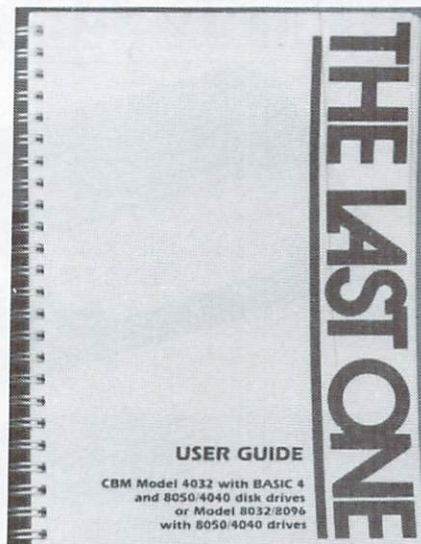 THE LAST ONE
USER GUIDE
CBM Model 4032 with BASIC 4
and 8050/4040 disk drives
or Model 8032/8096
with 8050/4040 drives